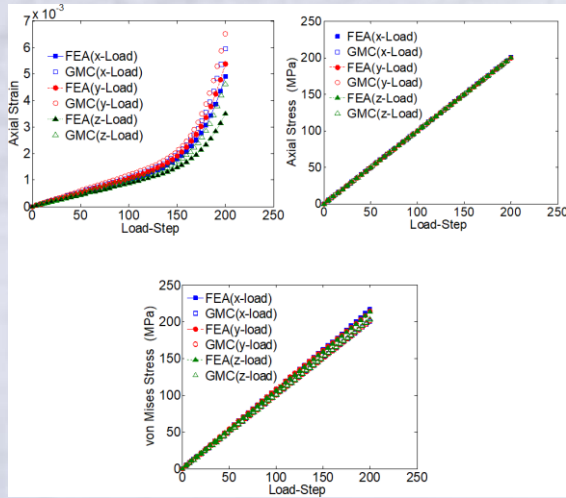 7 x 10⁻³
6
5
4
3
2
1
0
Axial Strain
FEA(x-Load)
GMC(x-Load)
FEA(y-Load)
GMC(y-Load)
FEA(z-Load)
GMC(z-Load)
0 50 100 150 200 250
Load-Step
250
200
150
100
50
0
Axial Stress (MPa)
FEA(x-Load)
GMC(x-Load)
FEA(y-Load)
GMC(y-Load)
FEA(z-Load)
GMC(z-Load)
0 50 100 150 200 250
Load-Step
250
200
150
100
50
0
von Mises Stress (MPa)
FEA(x-load)
GMC(x-load)
FEA(y-load)
GMC(y-load)
FEA(z-load)
GMC(z-load)
0 50 100 150 200 250
Load-Step